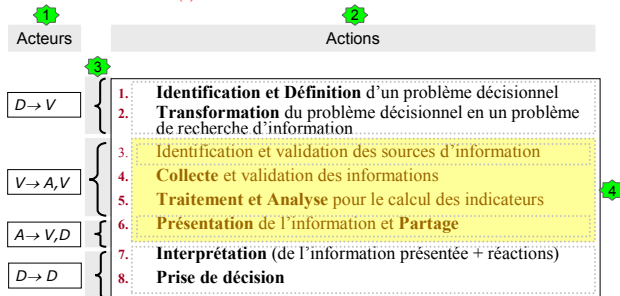 1 2
Acteurs Actions
3
D→ V
1. Identification et Définition d'un problème décisionnel
2. Transformation du problème décisionnel en un problème
de recherche d'information
V→ A,V
3. Identification et validation des sources d'information
4. Collecte et validation des informations
5. Traitement et Analyse pour le calcul des indicateurs
4
A→ V,D
6. Présentation de l'information et Partage
D→ D
7. Interprétation (de l'information présentée + réactions)
8. Prise de décision